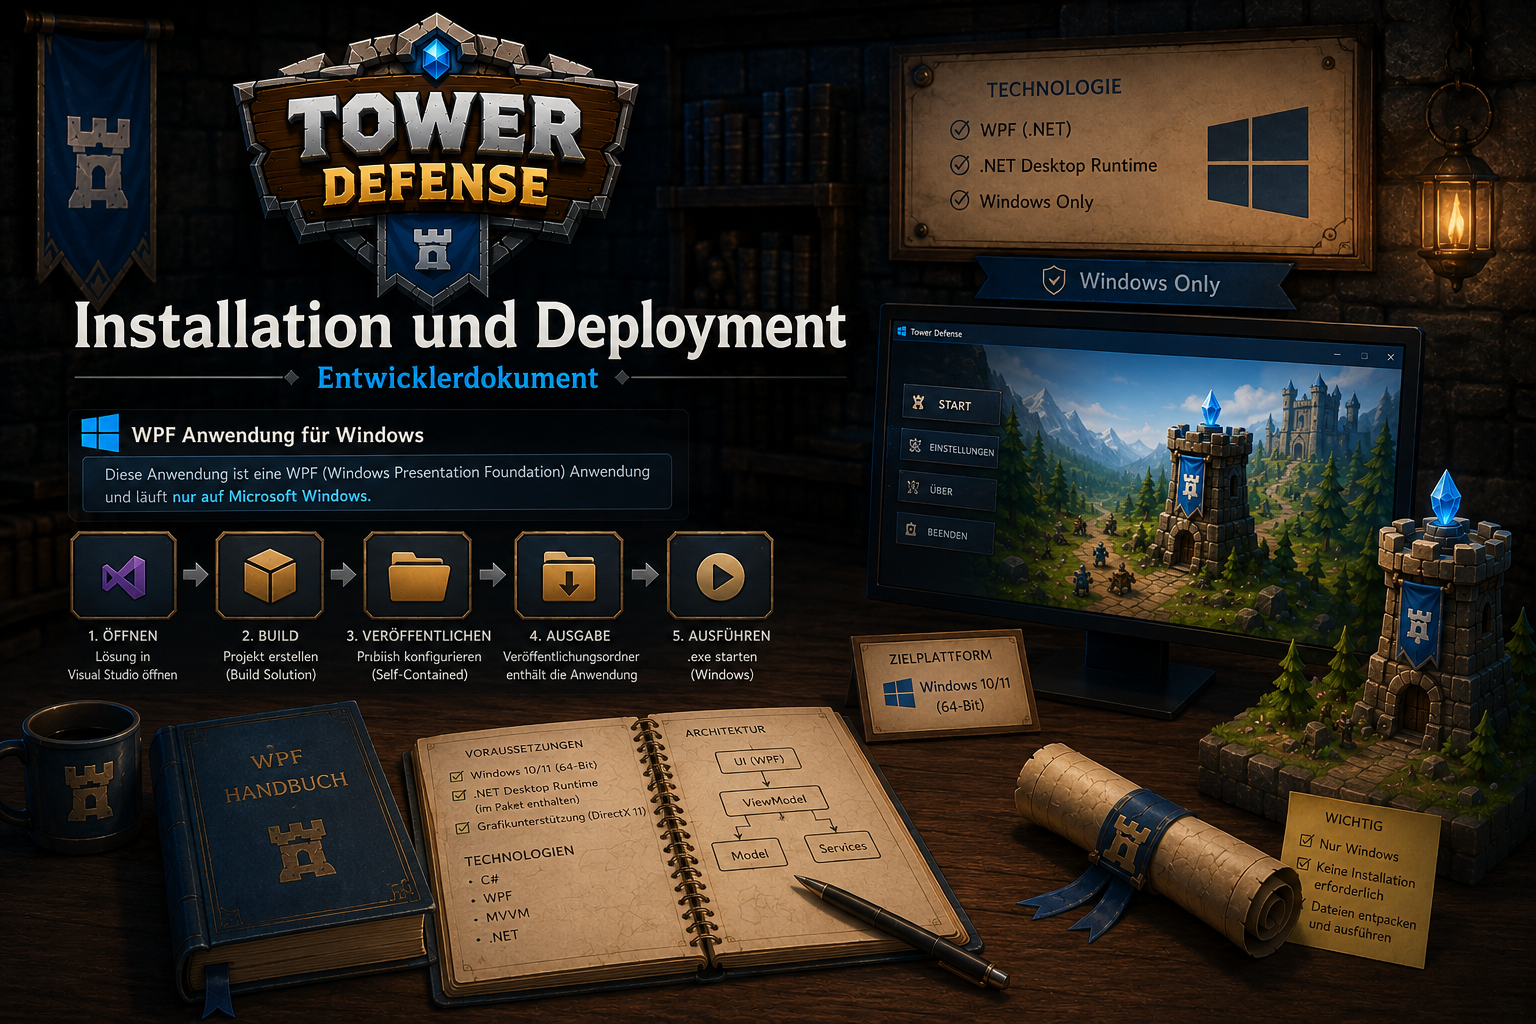 TOWER
DEFENSE
Installation und Deployment
Entwicklerdokument
WPF Anwendung für Windows
Diese Anwendung ist eine WPF (Windows Presentation Foundation) Anwendung
und läuft nur auf Microsoft Windows.
1. ÖFFNEN
Lösung in
Visual Studio öffnen
2. BUILD
Projekt erstellen
(Build Solution)
3. VERÖFFENTLICHEN
Prıbiish konfigurieren
(Self-Contained)
4. AUSGABE
Veröffentlichungsordner
enthält die Anwendung
5. AUSFÜHREN
.exe starten
(Windows)
TECHNOLOGIE
WPF (.NET)
.NET Desktop Runtime
Windows Only
Windows Only
Tower Defense
START
EINSTELLUNGEN
ÜBER
BEENDEN
ZIELPLATTFORM
Windows 10/11
(64-Bit)
WPF
HANDBUCH
VORAUSSETZUNGEN
Windows 10/11 (64-Bit)
.NET Desktop Runtime
(im Paket enthalten)
Grafikunterstützung (DirectX 11)
TECHNOLOGIEN
• C#
• WPF
• MVVM
• .NET
ARCHITEKTUR
UI (WPF)
ViewModel
Model
Services
WICHTIG
Nur Windows
Keine Installation
erforderlich
Dateien entpacken
und ausführen